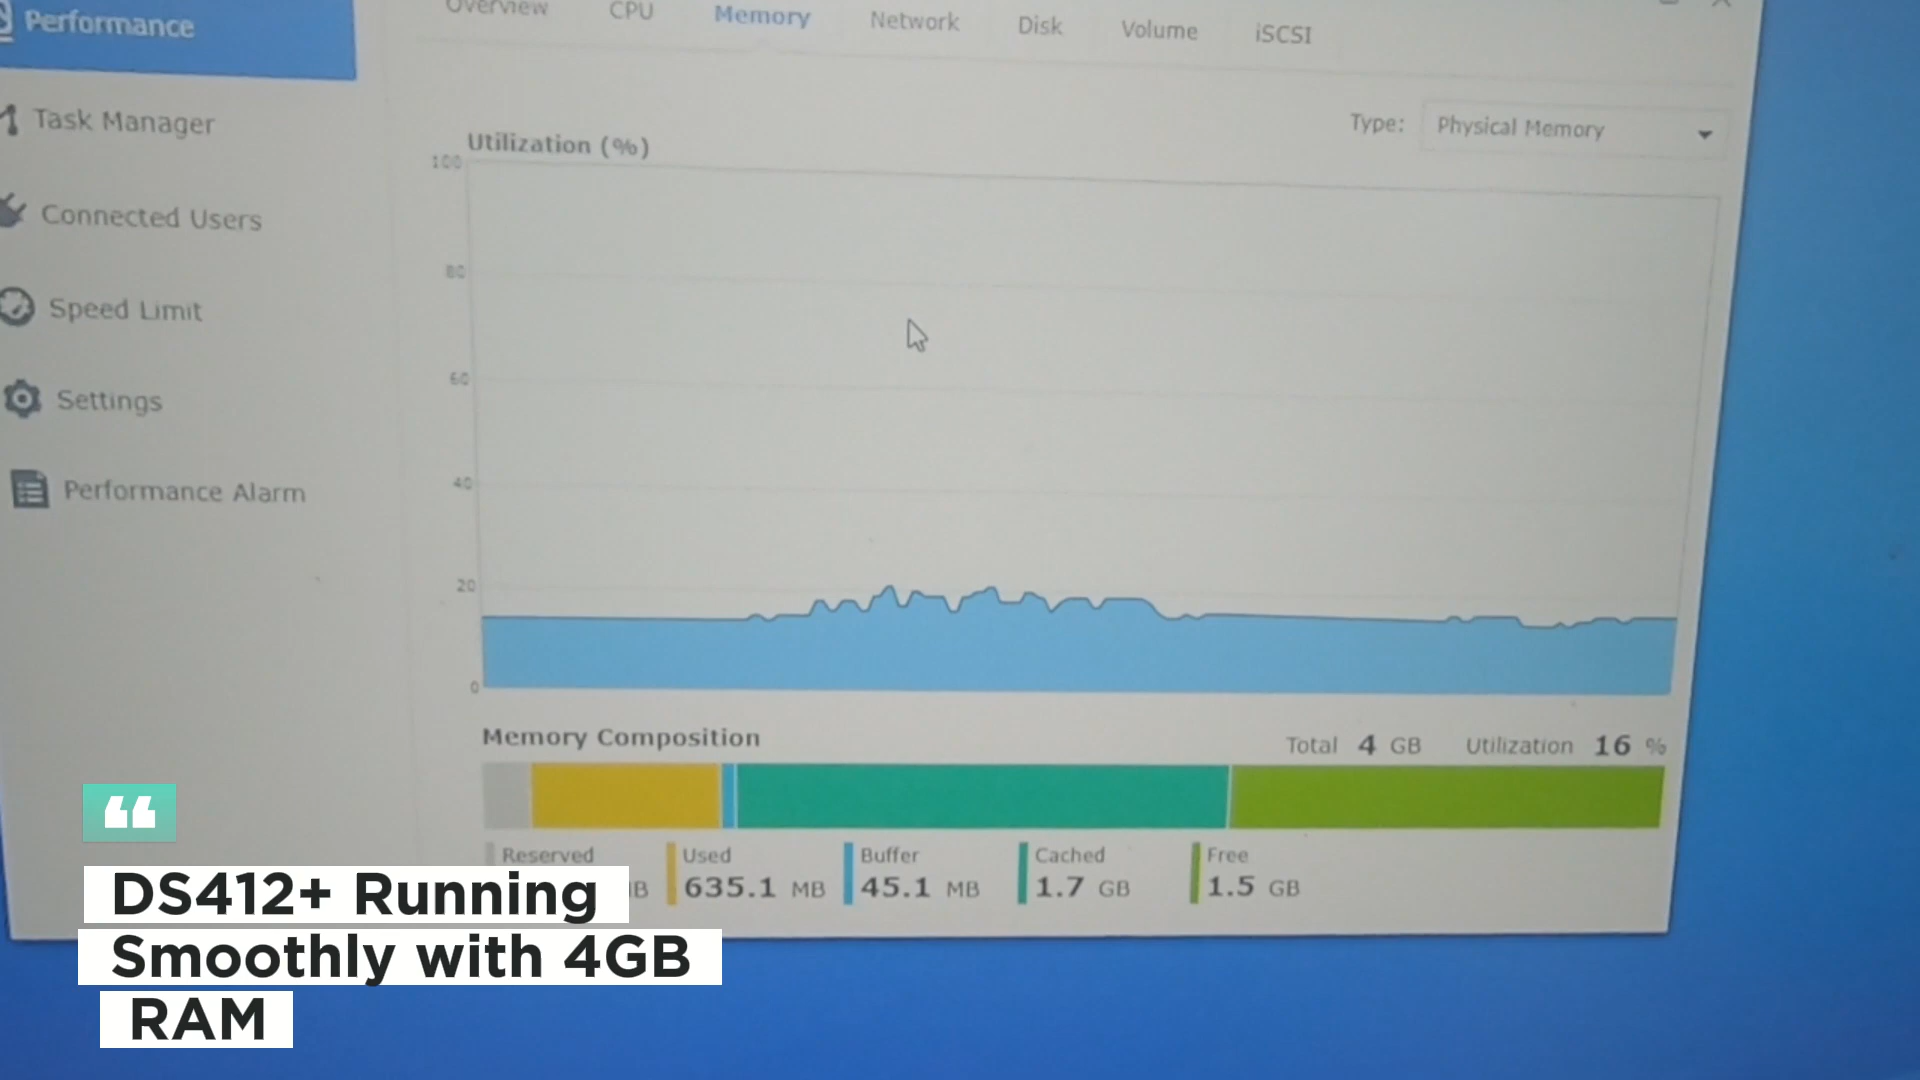 Performance
Overview CPU Memory Network Disk Volume iSCSI
Task Manager
Connected Users
Speed Limit
Settings
Performance Alarm
Type: Physical Memory
Utilization (%)
100
80
60
40
20
0
Memory Composition
Total 4 GB Utilization 16 %
Reserved Used Buffer Cached Free
635.1 MB 45.1 MB 1.7 GB 1.5 GB
DS412+ Running
Smoothly with 4GB
RAM